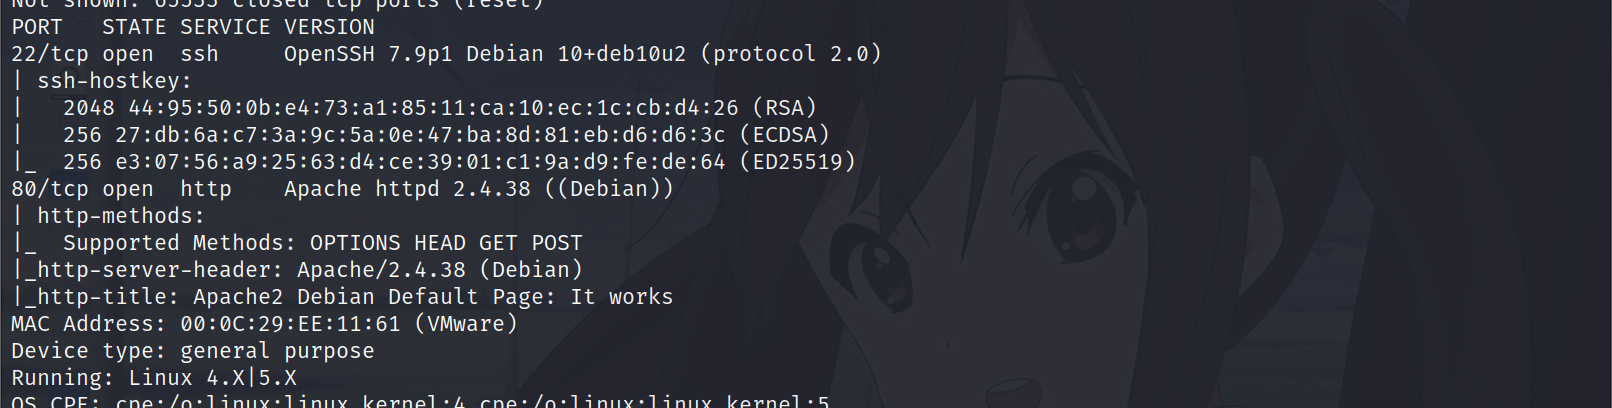 Not shown: 65533 closed tcp ports (reset)
PORT   STATE SERVICE VERSION
22/tcp open  ssh     OpenSSH 7.9p1 Debian 10+deb10u2 (protocol 2.0)
| ssh-hostkey:
|   2048 44:95:50:0b:e4:73:a1:85:11:ca:10:ec:1c:cb:d4:26 (RSA)
|   256 27:db:6a:c7:3a:9c:5a:0e:47:ba:8d:81:eb:d6:d6:3c (ECDSA)
|_  256 e3:07:56:a9:25:63:d4:ce:39:01:c1:9a:d9:fe:de:64 (ED25519)
80/tcp open  http    Apache httpd 2.4.38 ((Debian))
| http-methods:
|_  Supported Methods: OPTIONS HEAD GET POST
|_http-server-header: Apache/2.4.38 (Debian)
|_http-title: Apache2 Debian Default Page: It works
MAC Address: 00:0C:29:EE:11:61 (VMware)
Device type: general purpose
Running: Linux 4.X|5.X
OS CPE: cpe:/o:linux:linux_kernel:4 cpe:/o:linux:linux_kernel:5